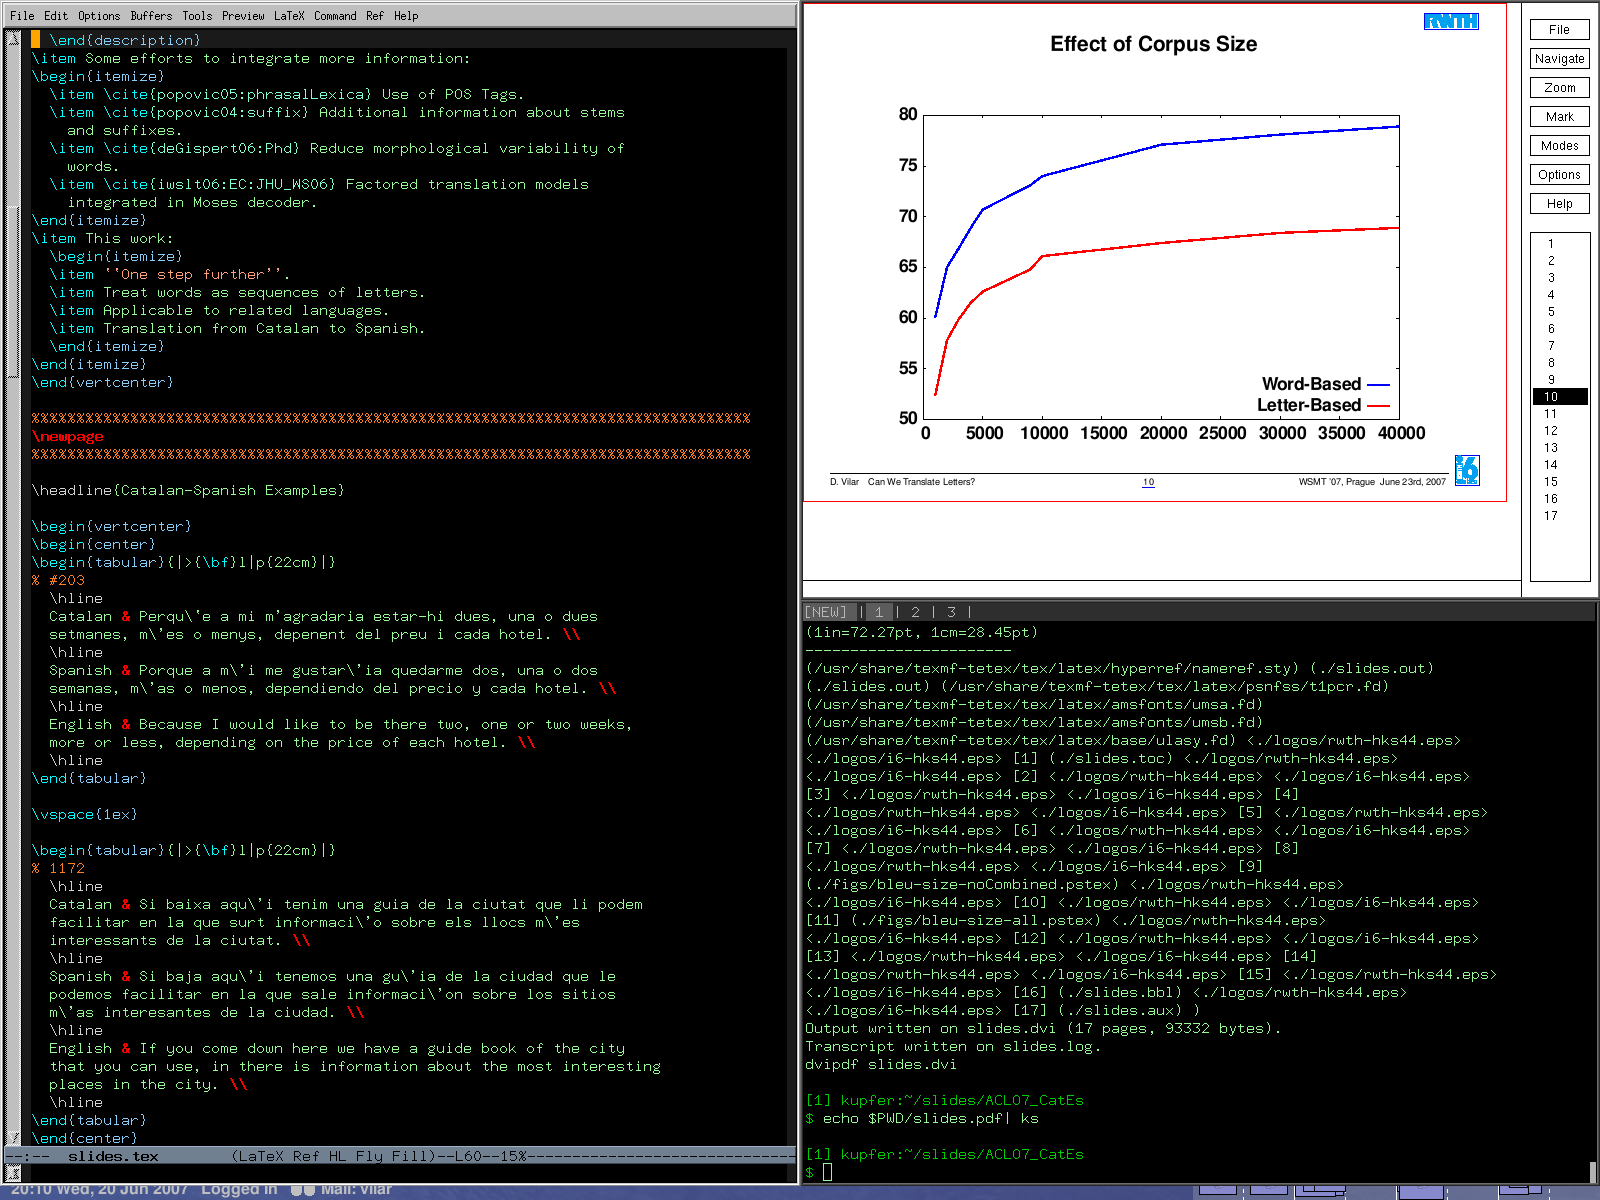 File Edit Options Buffers Tools Preview LaTeX Command Ref Help
\end{description}
\item Some efforts to integrate more information:
\begin{itemize}
\item \cite{popovic05:phrasalLexica} Use of POS Tags.
\item \cite{popovic04:suffix} Additional information about stems
and suffixes.
\item \cite{deGispert06:Phd} Reduce morphological variability of
words.
\item \cite{iwslt06:EC:JHU_WS06} Factored translation models
integrated in Moses decoder.
\end{itemize}
\item This work:
\begin{itemize}
\item ''One step further''.
\item Treat words as sequences of letters.
\item Applicable to related languages.
\item Translation from Catalan to Spanish.
\end{itemize}
\end{itemize}
\end{vertcenter}
%%%%%%%%%%%%%%%%%%%%%%%%%%%%%%%%%%%%%%%%%%%%%%%%%%%%%%%%%%%%%%%%%%%%%%%%%%%%%%%%%%
\newpage
%%%%%%%%%%%%%%%%%%%%%%%%%%%%%%%%%%%%%%%%%%%%%%%%%%%%%%%%%%%%%%%%%%%%%%%%%%%%%%%%%%
\headline{Catalan-Spanish Examples}
\begin{vertcenter}
\begin{center}
\begin{tabular}{|>{\bf}l|p{22cm}|}
% #203
\hline
Catalan & Perqu\`e a mi m'agradaria estar-hi dues, una o dues
setmanes, m\'es o menys, depenent del preu i cada hotel. \\
\hline
Spanish & Porque a m\'i me gustar\'ia quedarme dos, una o dos
semanas, m\'as o menos, dependiendo del precio y cada hotel. \\
\hline
English & Because I would like to be there two, one or two weeks,
more or less, depending on the price of each hotel. \\
\hline
\end{tabular}
\vspace{1ex}
\begin{tabular}{|>{\bf}l|p{22cm}|}
% 1172
\hline
Catalan & Si baixa aqu\'i tenim una guia de la ciutat que li podem
facilitar en la que surt informaci\'o sobre els llocs m\'es
interessants de la ciutat. \\
\hline
Spanish & Si baja aqu\'i tenemos una gu\'ia de la ciudad que le
podemos facilitar en la que sale informaci\'on sobre los sitios
m\'as interesantes de la ciudad. \\
\hline
English & If you come down here we have a guide book of the city
that you can use, in there is information about the most interesting
places in the city. \\
\hline
\end{tabular}
\end{center}
--:-- slides.tex (LaTeX Ref HL Fly Fill)--L60--15%------------------------------
20:10 Wed, 20 Jun 2007 Logged in Mail: vilar
RWTH
Effect of Corpus Size
80
75
70
65
60
55
50
0 5000 10000 15000 20000 25000 30000 35000 40000
Word-Based
Letter-Based
D. Vilar Can We Translate Letters? 10 WSMT '07, Prague June 23rd, 2007
i6
File
Navigate
Zoom
Mark
Modes
Options
Help
1
2
3
4
5
6
7
8
9
10
11
12
13
14
15
16
17
[NEW] | 1 | 2 | 3 |
(1in=72.27pt, 1cm=28.45pt)
-----------------------
(/usr/share/texmf-tetex/tex/latex/hyperref/nameref.sty) (./slides.out)
(./slides.out) (/usr/share/texmf-tetex/tex/latex/psnfss/t1pcr.fd)
(/usr/share/texmf-tetex/tex/latex/amsfonts/umsa.fd)
(/usr/share/texmf-tetex/tex/latex/amsfonts/umsb.fd)
(/usr/share/texmf-tetex/tex/latex/base/ulasy.fd) <./logos/rwth-hks44.eps>
<./logos/i6-hks44.eps> [1] (./slides.toc) <./logos/rwth-hks44.eps>
<./logos/i6-hks44.eps> [2] <./logos/rwth-hks44.eps> <./logos/i6-hks44.eps>
[3] <./logos/rwth-hks44.eps> <./logos/i6-hks44.eps> [4]
<./logos/rwth-hks44.eps> <./logos/i6-hks44.eps> [5] <./logos/rwth-hks44.eps>
<./logos/i6-hks44.eps> [6] <./logos/rwth-hks44.eps> <./logos/i6-hks44.eps>
[7] <./logos/rwth-hks44.eps> <./logos/i6-hks44.eps> [8]
<./logos/rwth-hks44.eps> <./logos/i6-hks44.eps> [9]
(./figs/bleu-size-noCombined.pstex) <./logos/rwth-hks44.eps>
<./logos/i6-hks44.eps> [10] <./logos/rwth-hks44.eps> <./logos/i6-hks44.eps>
[11] (./figs/bleu-size-all.pstex) <./logos/rwth-hks44.eps>
<./logos/i6-hks44.eps> [12] <./logos/rwth-hks44.eps> <./logos/i6-hks44.eps>
[13] <./logos/rwth-hks44.eps> <./logos/i6-hks44.eps> [14]
<./logos/rwth-hks44.eps> <./logos/i6-hks44.eps> [15] <./logos/rwth-hks44.eps>
<./logos/i6-hks44.eps> [16] (./slides.bbl) <./logos/rwth-hks44.eps>
<./logos/i6-hks44.eps> [17] (./slides.aux) )
Output written on slides.dvi (17 pages, 93332 bytes).
Transcript written on slides.log.
dvipdf slides.dvi
[1] kupfer:~/slides/ACL07_CatEs
$ echo $PWD/slides.pdf| ks
[1] kupfer:~/slides/ACL07_CatEs
$